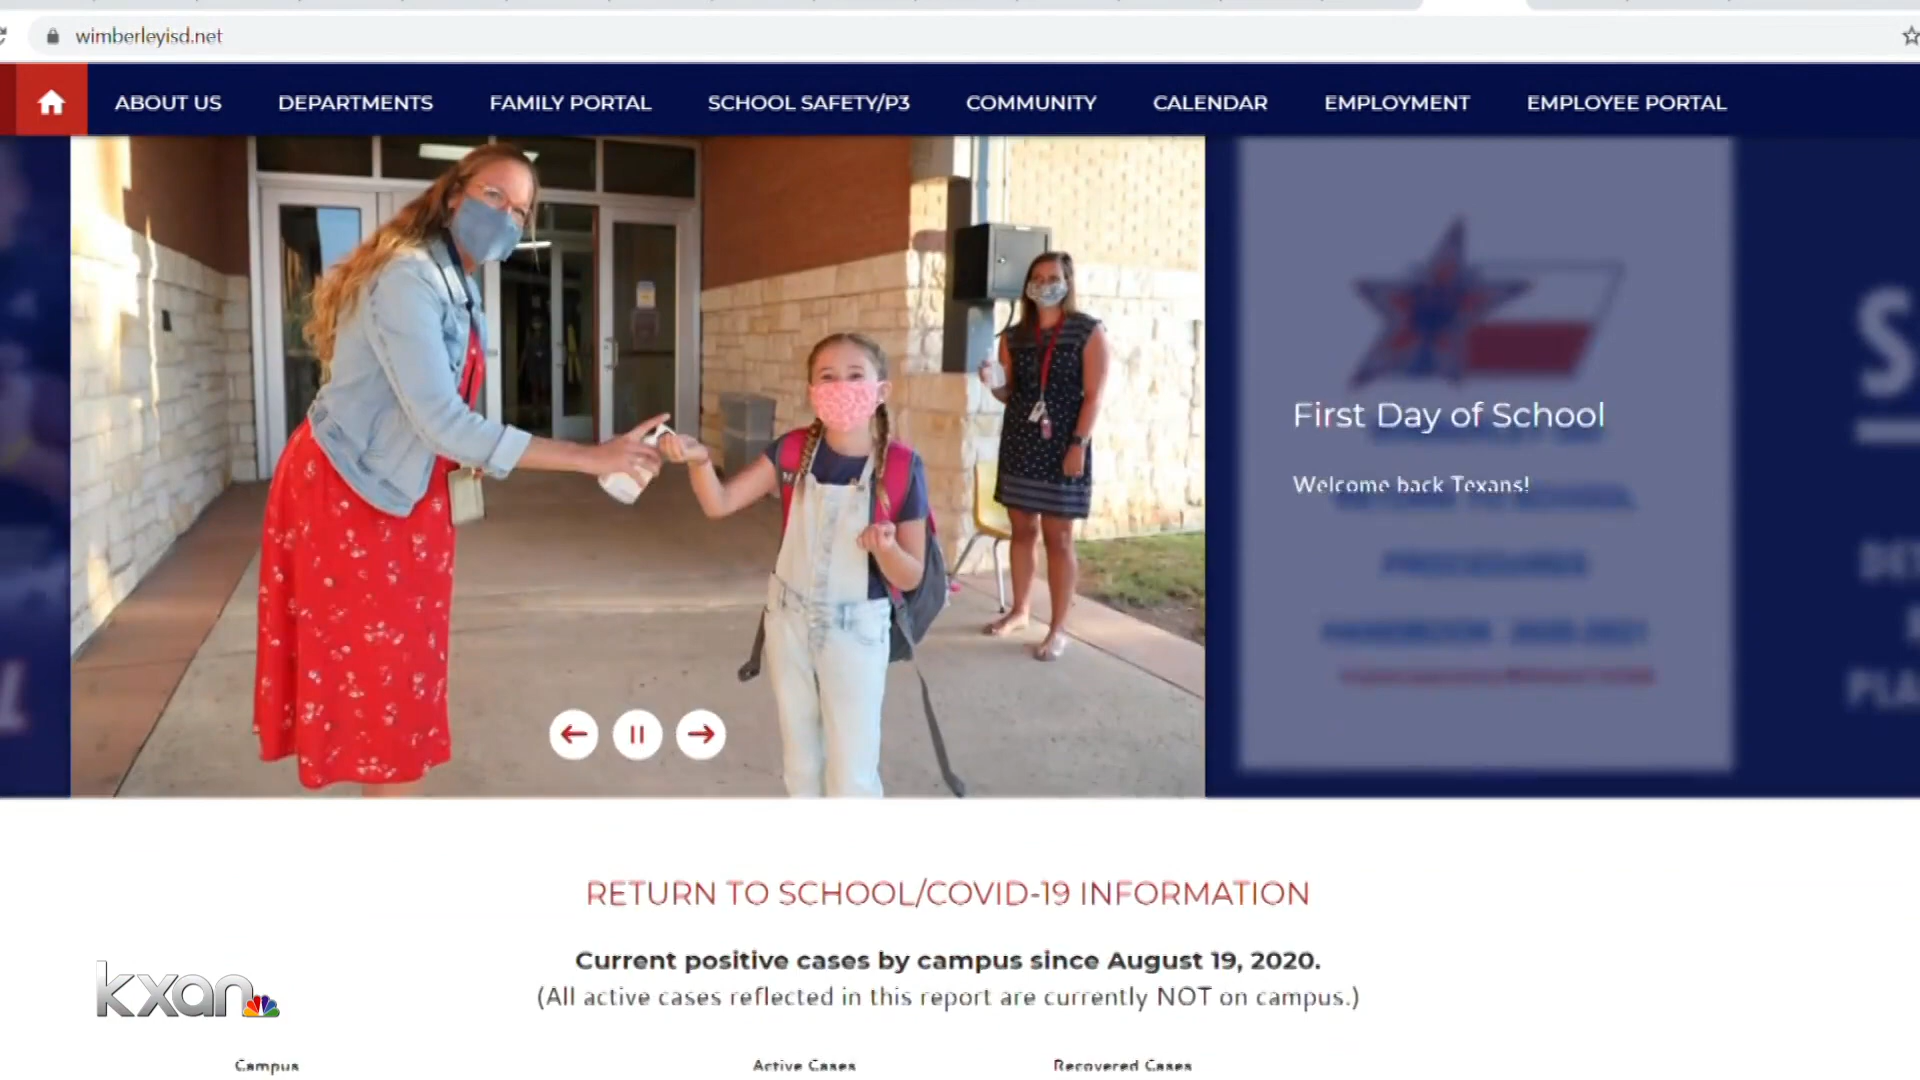 wimberleyisd.net
ABOUT US DEPARTMENTS FAMILY PORTAL SCHOOL SAFETY/P3 COMMUNITY CALENDAR EMPLOYMENT EMPLOYEE PORTAL
First Day of School
Welcome back Texans!
RETURN TO SCHOOL/COVID-19 INFORMATION
Current positive cases by campus since August 19, 2020.
(All active cases reflected in this report are currently NOT on campus.)
kxan
Campus Active Cases Recovered Cases